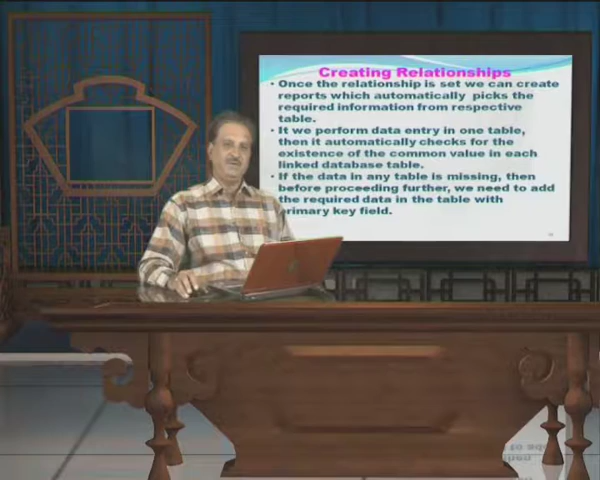 Creating Relationships
• Once the relationship is set we can create
reports which automatically picks the
required information from respective
table.
• It we perform data entry in one table,
then it automatically checks for the
existence of the common value in each
linked database table.
• If the data in any table is missing, then
before proceeding further, we need to add
the required data in the table with
primary key field.